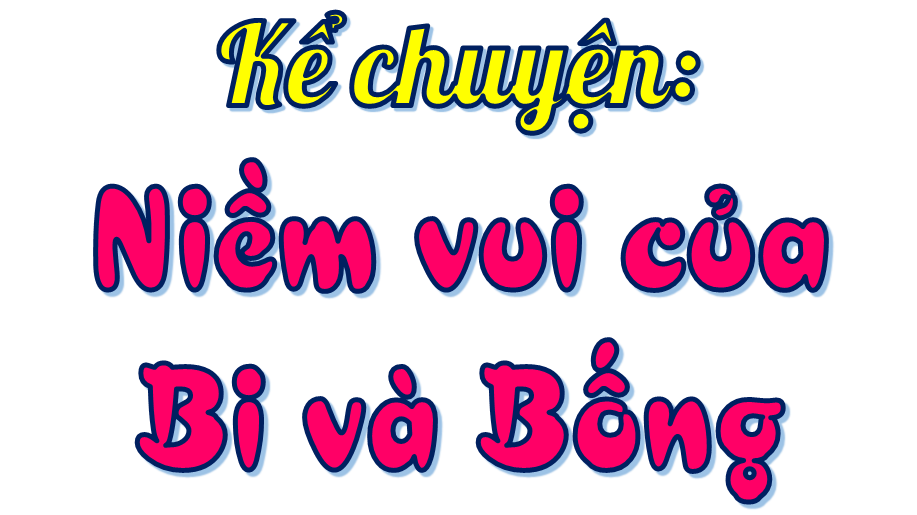 Kể chuyện:
Niềm vui của
Bi và Bống